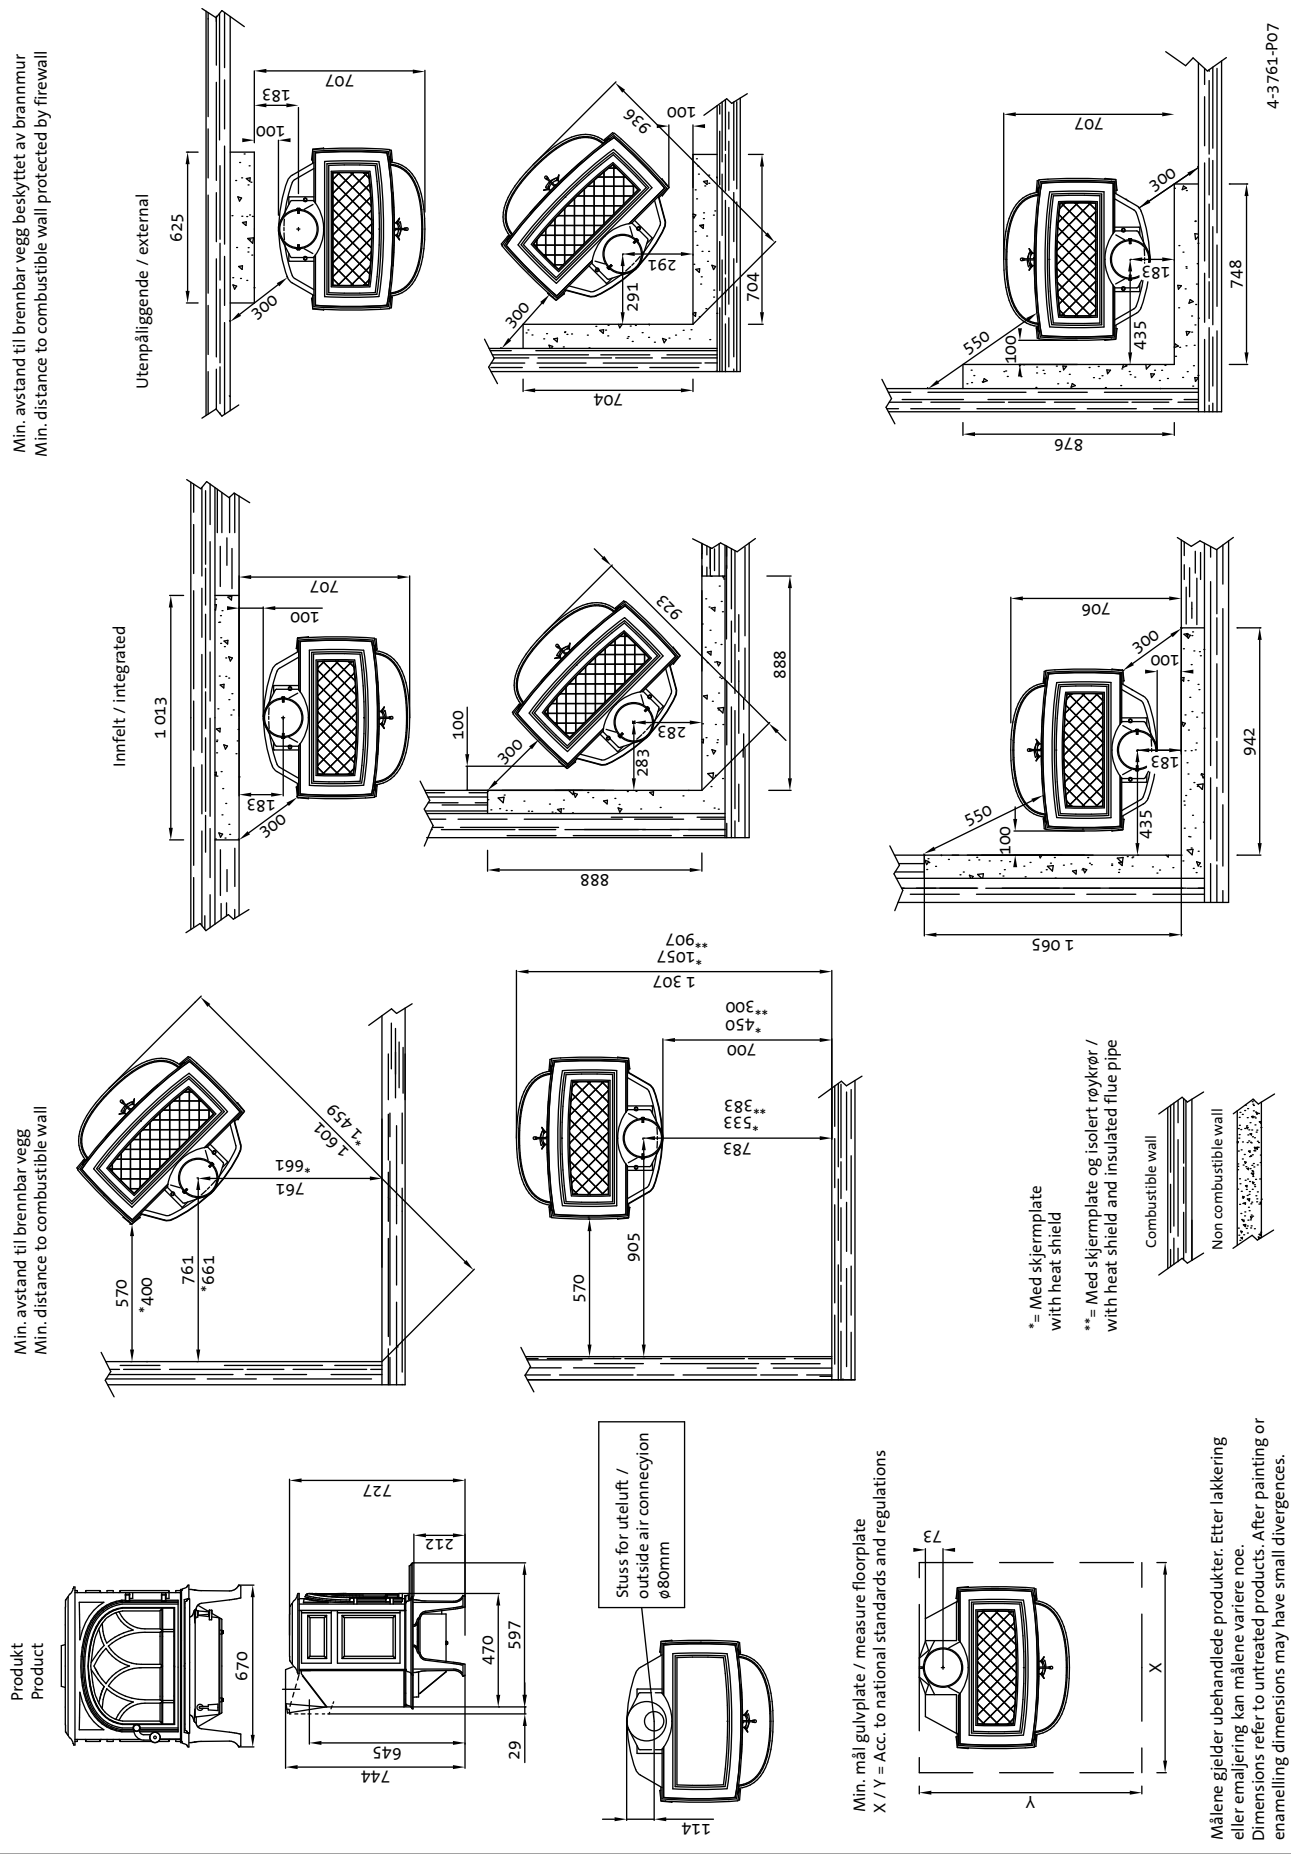 Produkt
Product
670
727
212
470
597
29
645
744
Stuss for uteluft /
outside air connecyion
ø80mm
114
Min. mål gulvplate / measure floorplate
X / Y = Acc. to national standards and regulations
73
X
Y
Målene gjelder ubehandlede produkter. Etter lakkering
eller emaljering kan målene variere noe.
Dimensions refer to untreated products. After painting or
enamelling dimensions may have small divergences.
Min. avstand til brennbar vegg
Min. distance to combustible wall
570
*400
761
*661
761
*661
1 601
*1 459
570
905
783
*533
**383
700
*450
**300
1 307
*1057
**907
*= Med skjermplate
with heat shield
**= Med skjermplate og isolert røykrør /
with heat shield and insulated flue pipe
Combustible wall
Non combustible wall
Min. avstand til brennbar vegg beskyttet av brannmur
Min. distance to combustible wall protected by firewall
Innfelt / integrated
1 013
707
100
183
300
100
300
283
283
923
888
888
706
300
100
183
550
100
435
942
1 065
Utenpåliggende / external
625
707
183
100
300
936
100
300
291
291
704
704
707
300
183
550
100
435
748
876
4-3761-P07